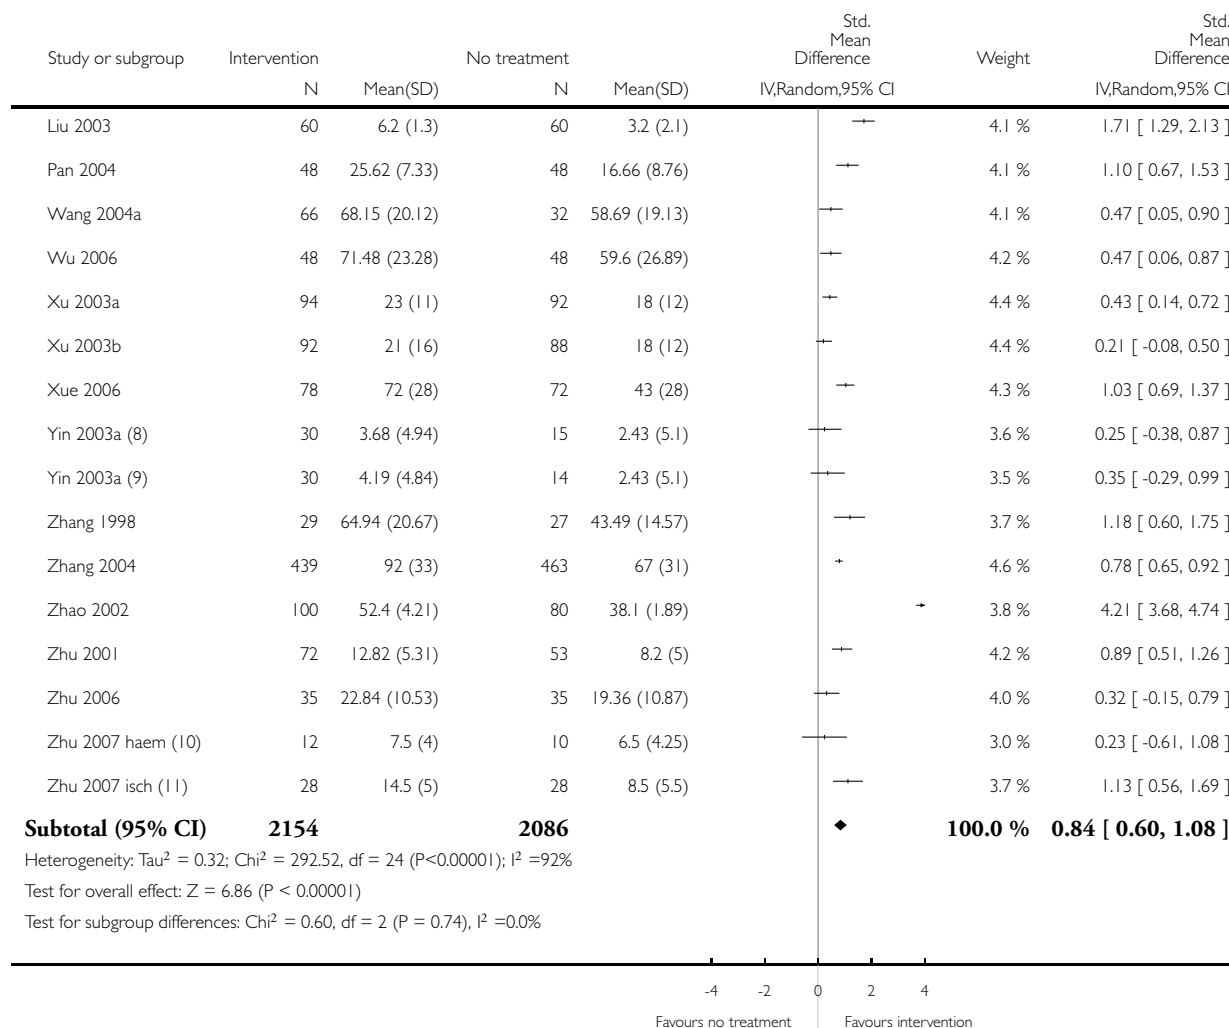 Std.
Mean
Difference
Std.
Mean
Difference
Study or subgroup Intervention No treatment Weight
N Mean(SD) N Mean(SD) IV,Random,95% CI IV,Random,95% CI
Liu 2003 60 6.2 (1.3) 60 3.2 (2.1) 4.1 % 1.71 [ 1.29, 2.13 ]
Pan 2004 48 25.62 (7.33) 48 16.66 (8.76) 4.1 % 1.10 [ 0.67, 1.53 ]
Wang 2004a 66 68.15 (20.12) 32 58.69 (19.13) 4.1 % 0.47 [ 0.05, 0.90 ]
Wu 2006 48 71.48 (23.28) 48 59.6 (26.89) 4.2 % 0.47 [ 0.06, 0.87 ]
Xu 2003a 94 23 (11) 92 18 (12) 4.4 % 0.43 [ 0.14, 0.72 ]
Xu 2003b 92 21 (16) 88 18 (12) 4.4 % 0.21 [ -0.08, 0.50 ]
Xue 2006 78 72 (28) 72 43 (28) 4.3 % 1.03 [ 0.69, 1.37 ]
Yin 2003a (8) 30 3.68 (4.94) 15 2.43 (5.1) 3.6 % 0.25 [ -0.38, 0.87 ]
Yin 2003a (9) 30 4.19 (4.84) 14 2.43 (5.1) 3.5 % 0.35 [ -0.29, 0.99 ]
Zhang 1998 29 64.94 (20.67) 27 43.49 (14.57) 3.7 % 1.18 [ 0.60, 1.75 ]
Zhang 2004 439 92 (33) 463 67 (31) 4.6 % 0.78 [ 0.65, 0.92 ]
Zhao 2002 100 52.4 (4.21) 80 38.1 (1.89) 3.8 % 4.21 [ 3.68, 4.74 ]
Zhu 2001 72 12.82 (5.31) 53 8.2 (5) 4.2 % 0.89 [ 0.51, 1.26 ]
Zhu 2006 35 22.84 (10.53) 35 19.36 (10.87) 4.0 % 0.32 [ -0.15, 0.79 ]
Zhu 2007 haem (10) 12 7.5 (4) 10 6.5 (4.25) 3.0 % 0.23 [ -0.61, 1.08 ]
Zhu 2007 isch (11) 28 14.5 (5) 28 8.5 (5.5) 3.7 % 1.13 [ 0.56, 1.69 ]
Subtotal (95% CI) 2154 2086 100.0 % 0.84 [ 0.60, 1.08 ]
Heterogeneity: Tau² = 0.32; Chi² = 292.52, df = 24 (P<0.00001); I² =92%
Test for overall effect: Z = 6.86 (P < 0.00001)
Test for subgroup differences: Chi² = 0.60, df = 2 (P = 0.74), I² =0.0%
-4 -2 0 2 4
Favours no treatment Favours intervention